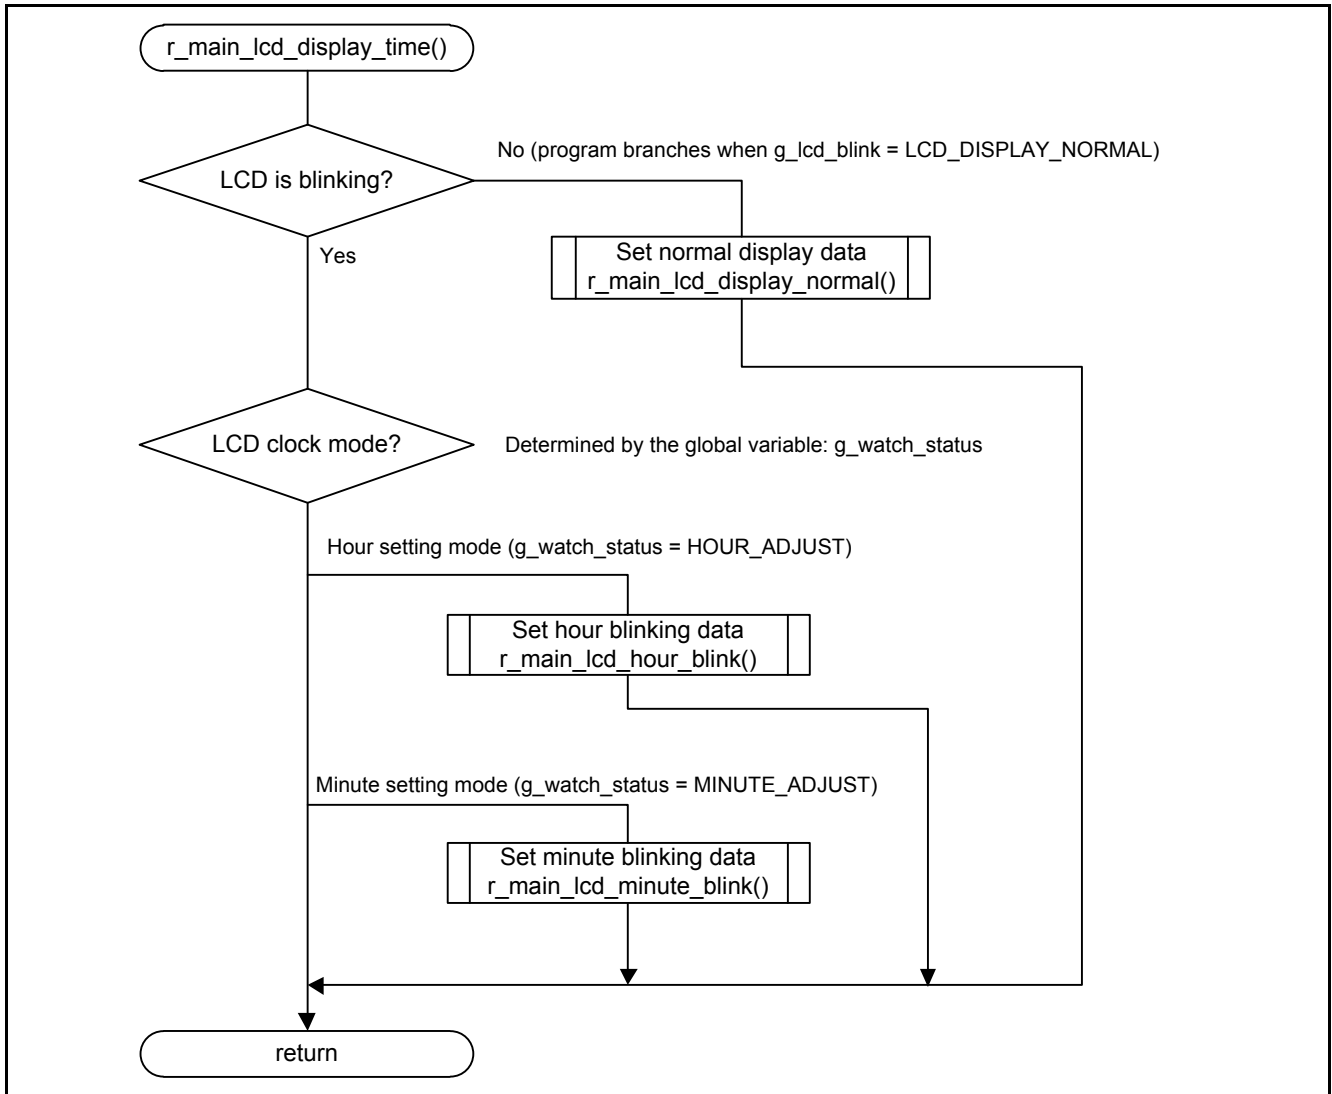 r_main_lcd_display_time()
No (program branches when g_lcd_blink = LCD_DISPLAY_NORMAL)
LCD is blinking?
Yes
Set normal display data
r_main_lcd_display_normal()
LCD clock mode?
Determined by the global variable: g_watch_status
Hour setting mode (g_watch_status = HOUR_ADJUST)
Set hour blinking data
r_main_lcd_hour_blink()
Minute setting mode (g_watch_status = MINUTE_ADJUST)
Set minute blinking data
r_main_lcd_minute_blink()
return